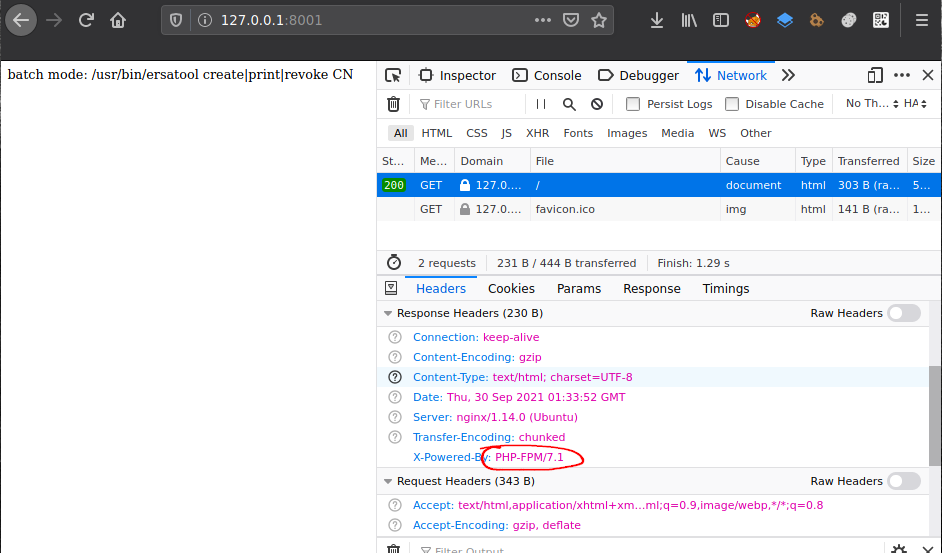 127.0.0.1:8001
batch mode: /usr/bin/ersatool create|print|revoke CN
Inspector Console Debugger Network
Filter URLs Persist Logs Disable Cache No Th... HA
All HTML CSS JS XHR Fonts Images Media WS Other
St... Me... Domain File Cause Type Transferred Size
200 GET 127.0.... / document html 303 B (ra... 5...
GET 127.0.... favicon.ico img html 141 B (ra... 1...
2 requests 231 B / 444 B transferred Finish: 1.29 s
Headers Cookies Params Response Timings
Response Headers (230 B) Raw Headers
Connection: keep-alive
Content-Encoding: gzip
Content-Type: text/html; charset=UTF-8
Date: Thu, 30 Sep 2021 01:33:52 GMT
Server: nginx/1.14.0 (Ubuntu)
Transfer-Encoding: chunked
X-Powered-By: PHP-FPM/7.1
Request Headers (343 B) Raw Headers
Accept: text/html,application/xhtml+xm...ml;q=0.9,image/webp,*/*;q=0.8
Accept-Encoding: gzip, deflate
Filter Output